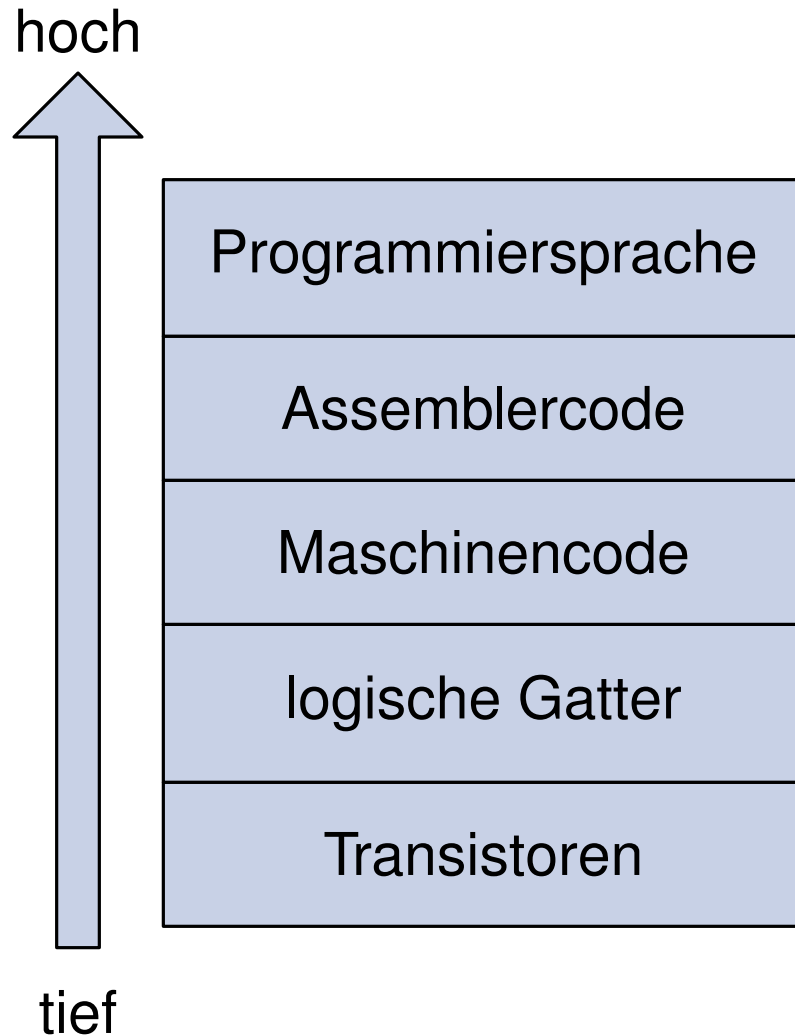 hoch
Programmiersprache
Assemblercode
Maschinencode
logische Gatter
Transistoren
tief